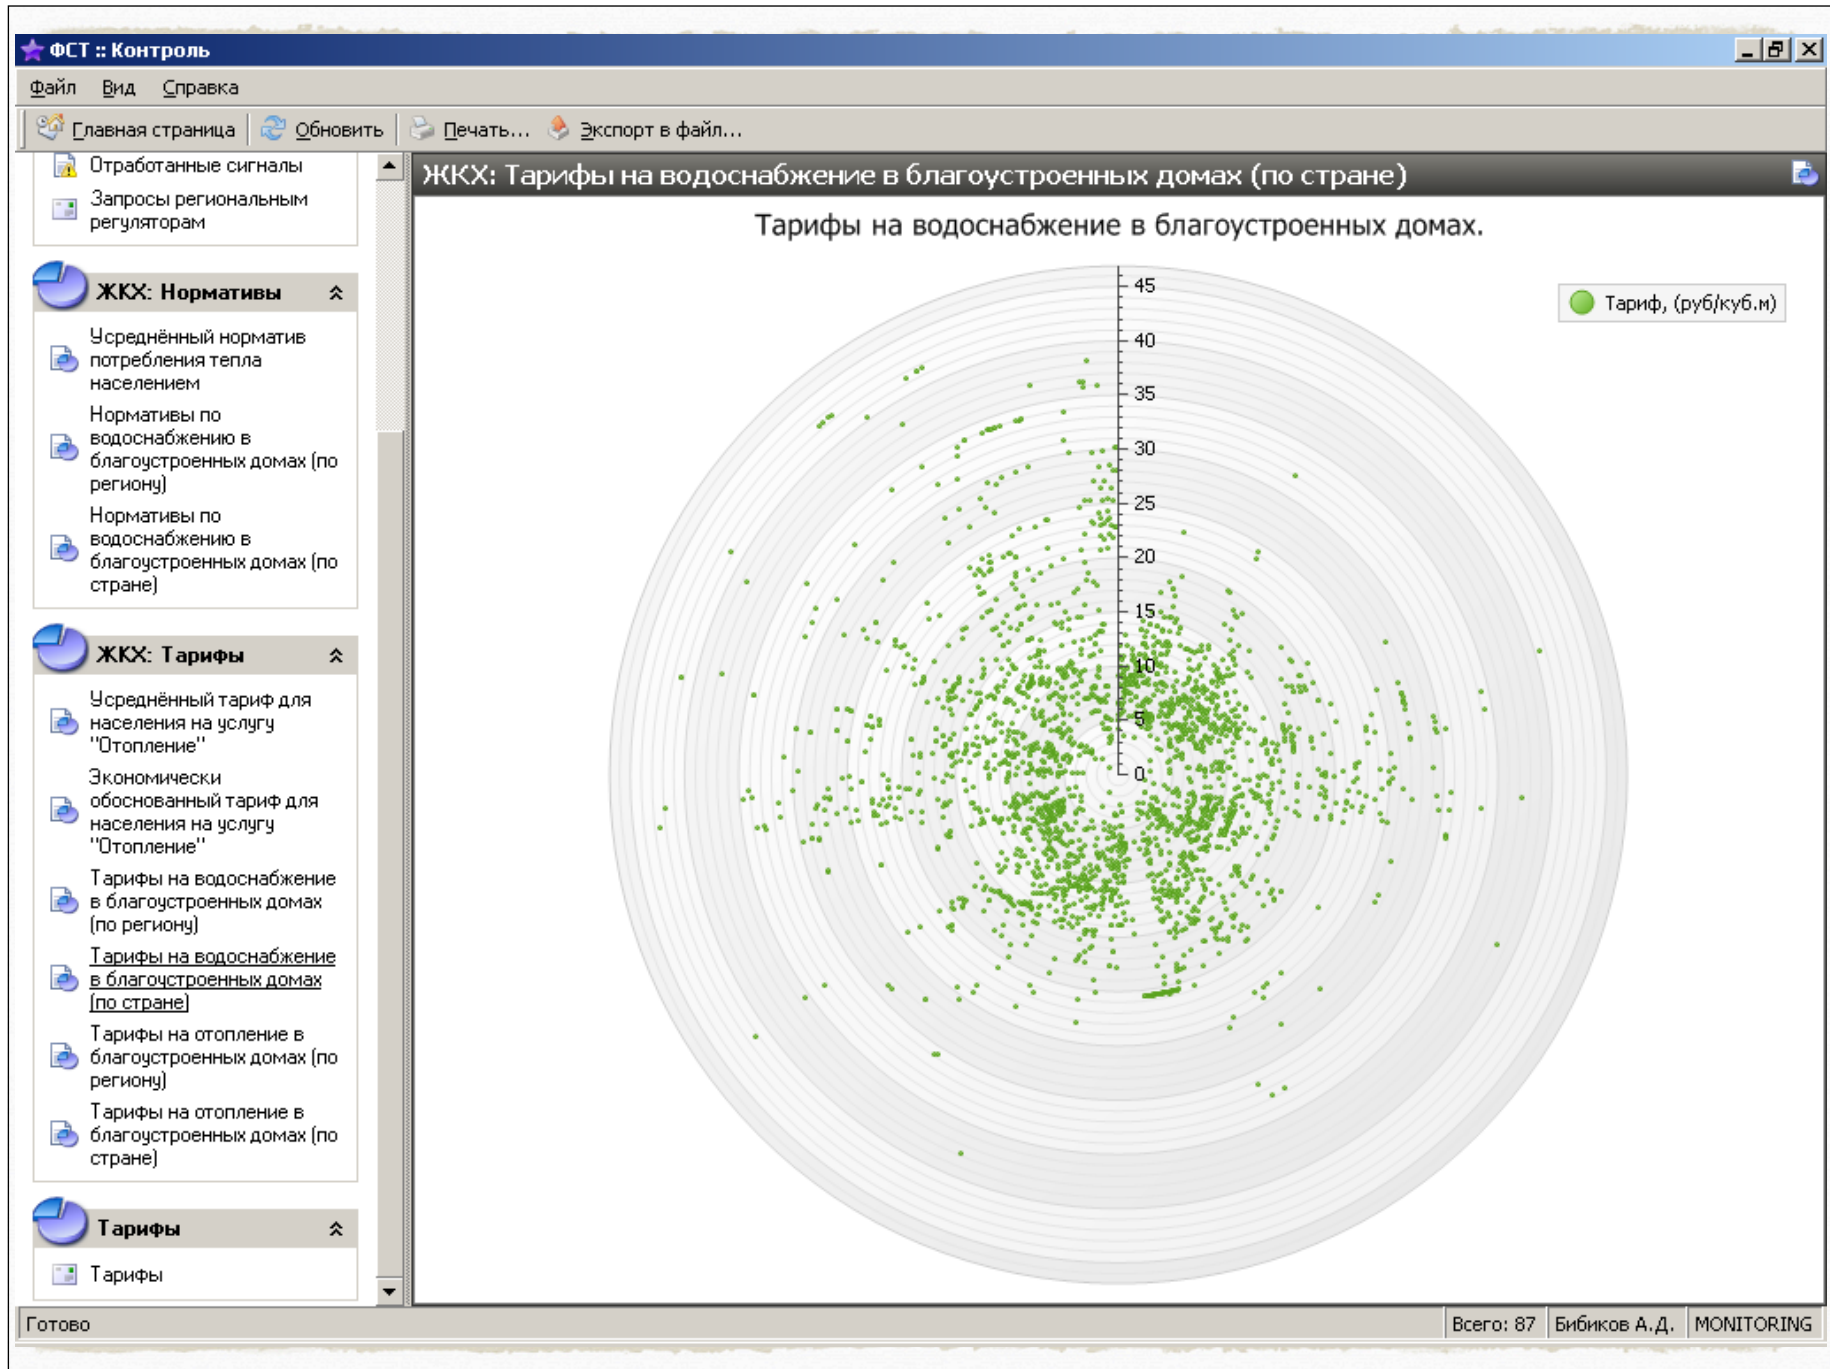 ФСТ :: Контроль
Файл Вид Справка
Главная страница Обновить Печать... Экспорт в файл...
Отработанные сигналы
Запросы региональным
регуляторам
ЖКХ: Нормативы
Усреднённый норматив
потребления тепла
населением
Нормативы по
водоснабжению в
благоустроенных домах (по
региону)
Нормативы по
водоснабжению в
благоустроенных домах (по
стране)
ЖКХ: Тарифы
Усреднённый тариф для
населения на услугу
"Отопление"
Экономически
обоснованный тариф для
населения на услугу
"Отопление"
Тарифы на водоснабжение
в благоустроенных домах
(по региону)
Тарифы на водоснабжение
в благоустроенных домах
(по стране)
Тарифы на отопление в
благоустроенных домах (по
региону)
Тарифы на отопление в
благоустроенных домах (по
стране)
Тарифы
Тарифы
ЖКХ: Тарифы на водоснабжение в благоустроенных домах (по стране)
Тарифы на водоснабжение в благоустроенных домах.
45
40
35
30
25
20
15
10
5
0
Тариф, (руб/куб.м)
Готово
Всего: 87 Бибиков А.Д. MONITORING